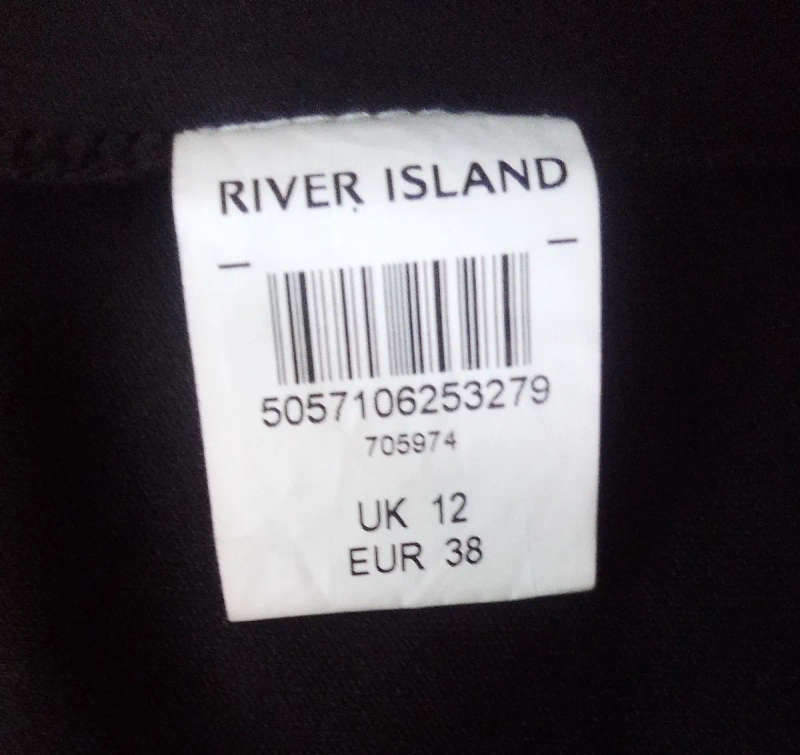 RIVER ISLAND
5057106253279
705974
UK 12
EUR 38